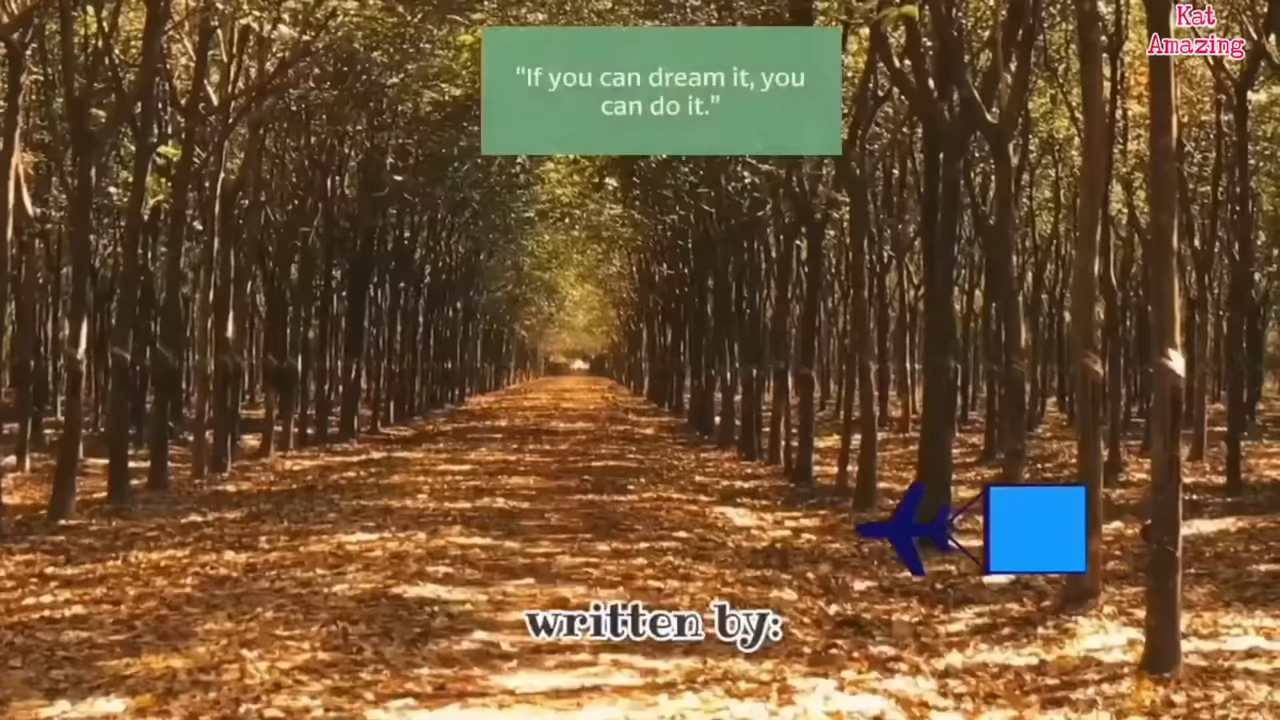 Kat
Amazing
“If you can dream it, you
can do it.”
written by: